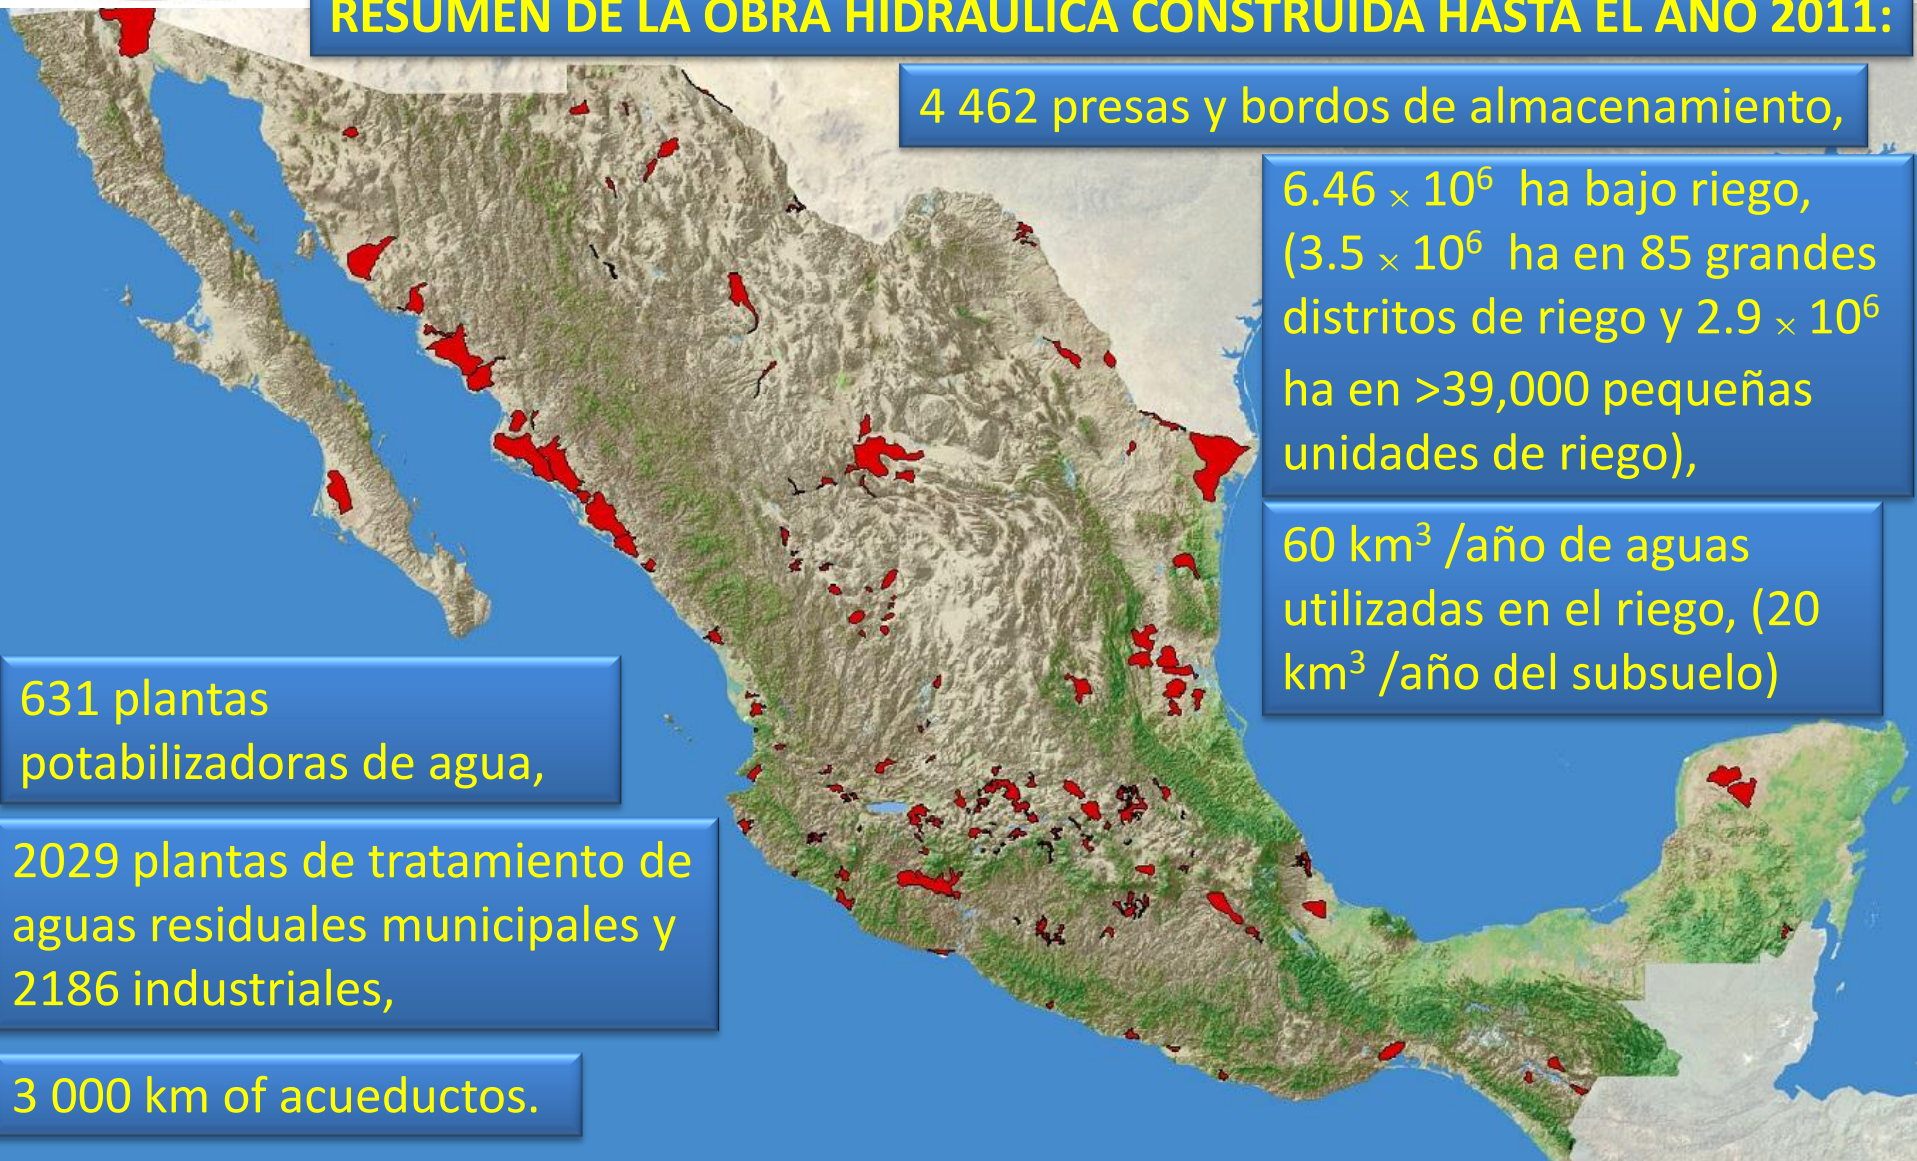 RESUMEN DE LA OBRA HIDRÁULICA CONSTRUIDA HASTA EL AÑO 2011:
4 462 presas y bordos de almacenamiento,
6.46 × 10⁶ ha bajo riego,
(3.5 × 10⁶ ha en 85 grandes
distritos de riego y 2.9 × 10⁶
ha en >39,000 pequeñas
unidades de riego),
60 km³ /año de aguas
utilizadas en el riego, (20
km³ /año del subsuelo)
631 plantas
potabilizadoras de agua,
2029 plantas de tratamiento de
aguas residuales municipales y
2186 industriales,
3 000 km of acueductos.